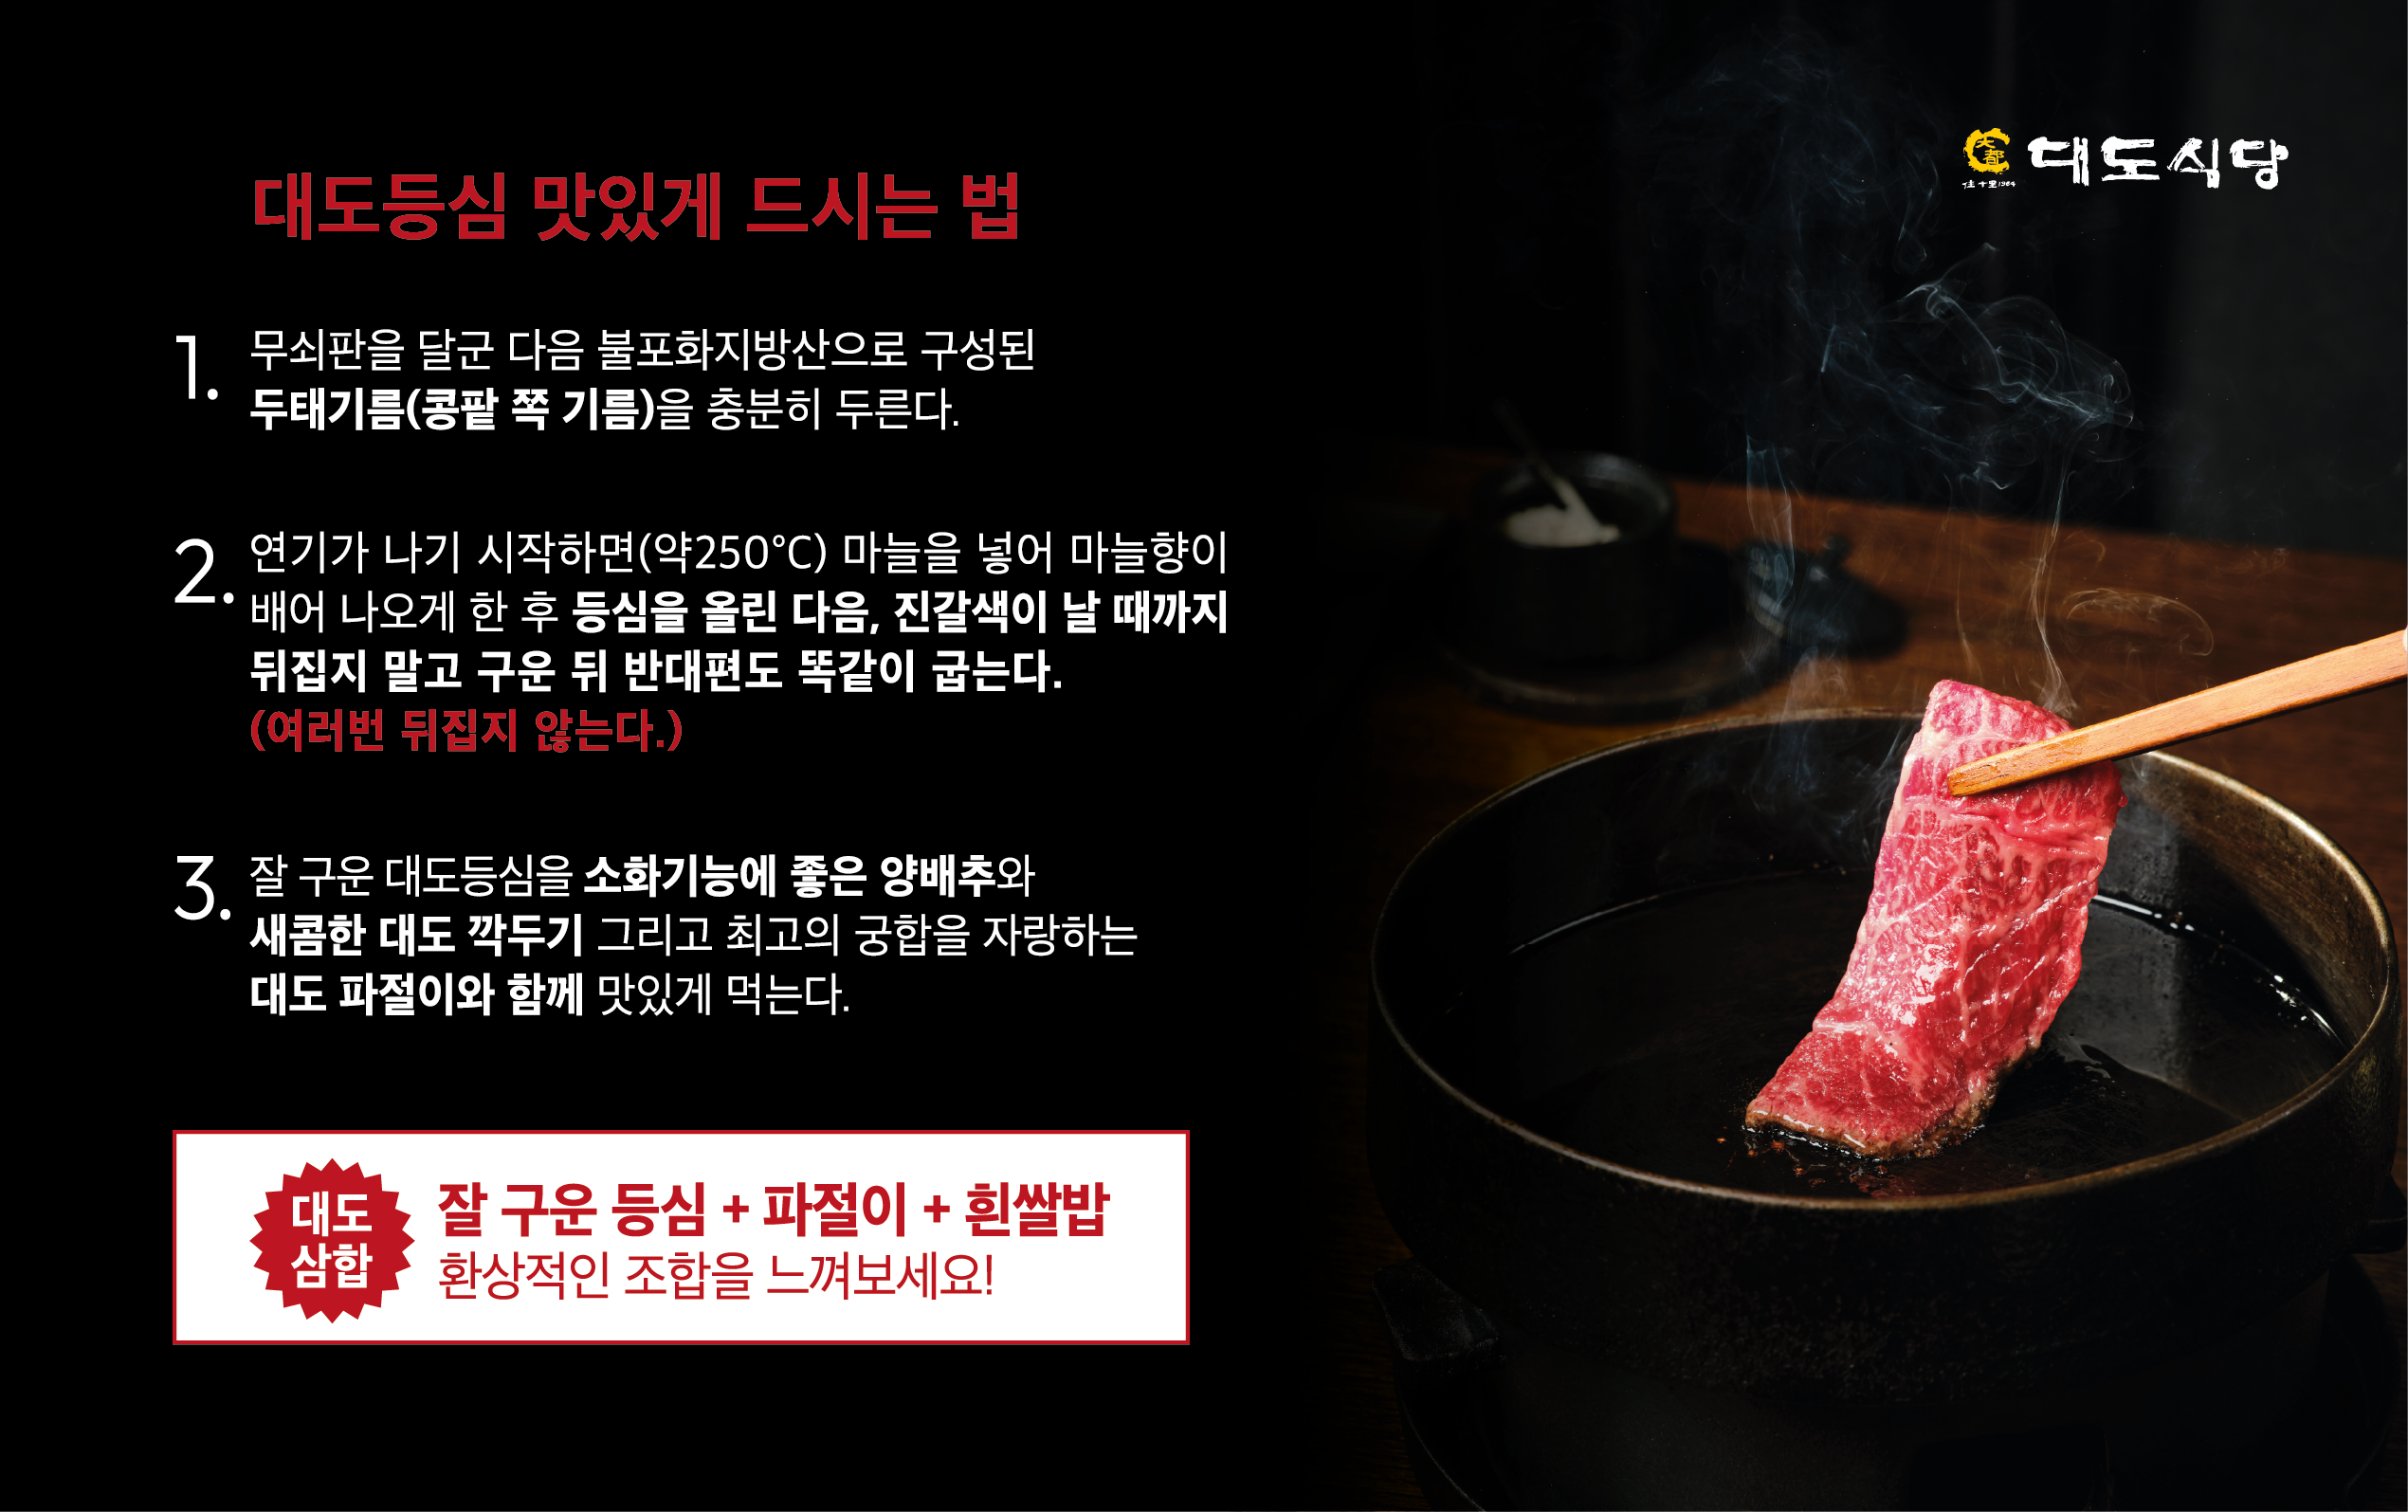 大都
佳十里1964
대도식당
대도등심 맛있게 드시는 법
1. 무쇠판을 달군 다음 불포화지방산으로 구성된
두태기름(콩팥 쪽 기름)을 충분히 두른다.
2. 연기가 나기 시작하면(약250℃) 마늘을 넣어 마늘향이
배어 나오게 한 후 등심을 올린 다음, 진갈색이 날 때까지
뒤집지 말고 구운 뒤 반대편도 똑같이 굽는다.
(여러번 뒤집지 않는다.)
3. 잘 구운 대도등심을 소화기능에 좋은 양배추와
새콤한 대도 깍두기 그리고 최고의 궁합을 자랑하는
대도 파절이와 함께 맛있게 먹는다.
대도
삼합
잘 구운 등심 + 파절이 + 흰쌀밥
환상적인 조합을 느껴보세요!